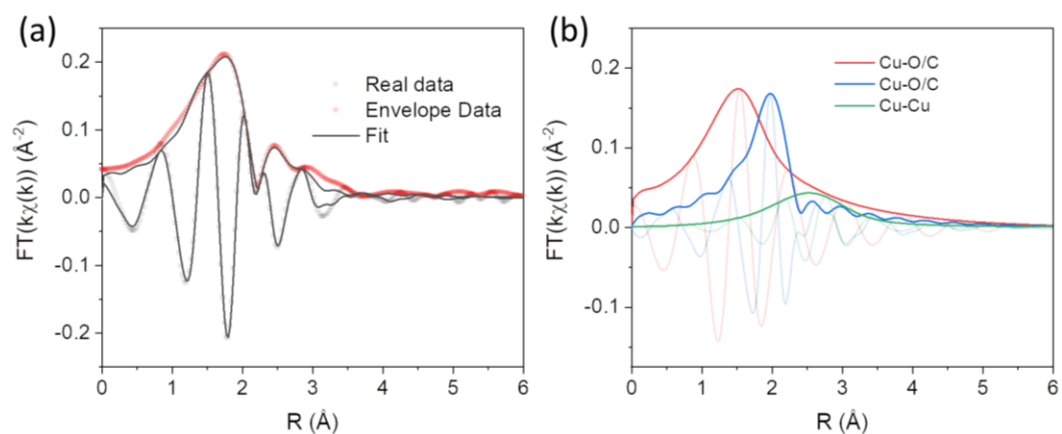 (a)
FT(kχ(k)) (Å-2)
0.2
0.1
0.0
-0.1
-0.2
Real data
Envelope Data
Fit
0 1 2 3 4 5 6
R (Å)
(b)
FT(kχ(k)) (Å-2)
0.2
0.1
0.0
-0.1
Cu-O/C
Cu-O/C
Cu-Cu
0 1 2 3 4 5 6
R (Å)